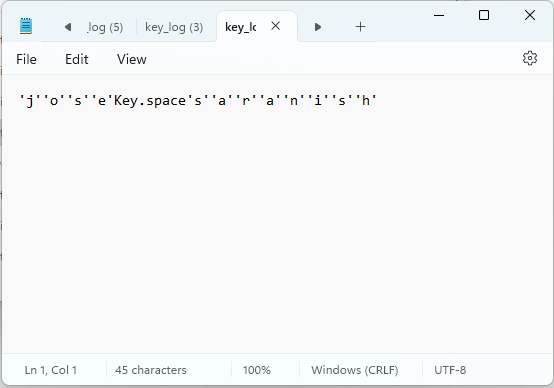 .log (5)
key_log (3)
key_lo
File
Edit
View
'j''o''s''e'Key.space's''a''r''a''n''i''s''h'
Ln 1, Col 1
45 characters
100%
Windows (CRLF)
UTF-8